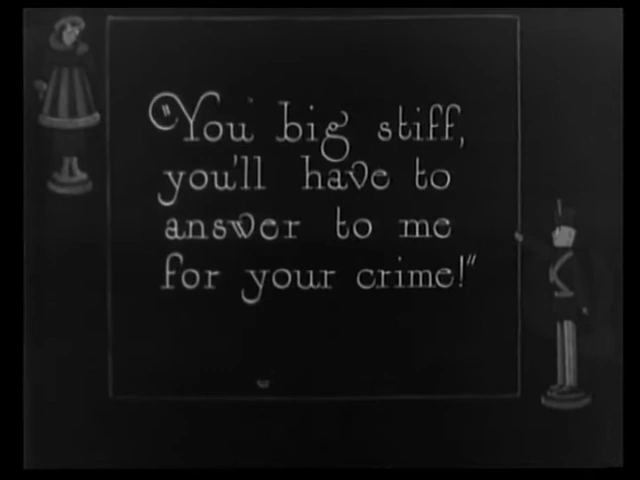 "You big stiff,
you'll have to
answer to me
for your crime!"